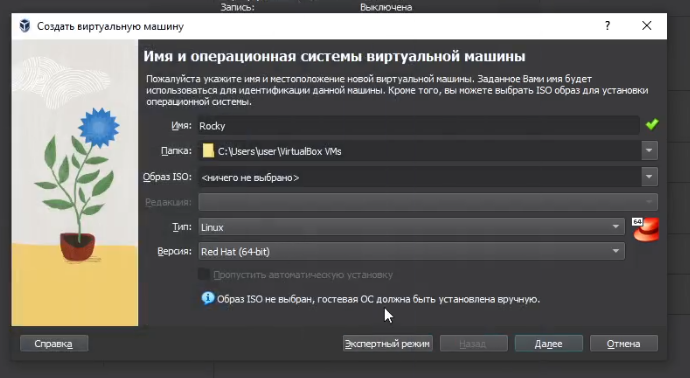 Запись: Выключена
Создать виртуальную машину
Имя и операционная системы виртуальной машины
Пожалуйста укажите имя и местоположение новой виртуальной машины. Заданное Вами имя будет
использоваться для идентификации данной машины. Кроме того, вы можете выбрать ISO образ для установки
операционной системы.
Имя: Rocky
Папка: C:\Users\user\VirtualBox VMs
Образ ISO: <ничего не выбрано>
Редакция:
Тип: Linux
64
Версия: Red Hat (64-bit)
Пропустить автоматическую установку
Образ ISO не выбран, гостевая ОС должна быть установлена вручную.
Справка Экспертный режим Назад Далее Отмена